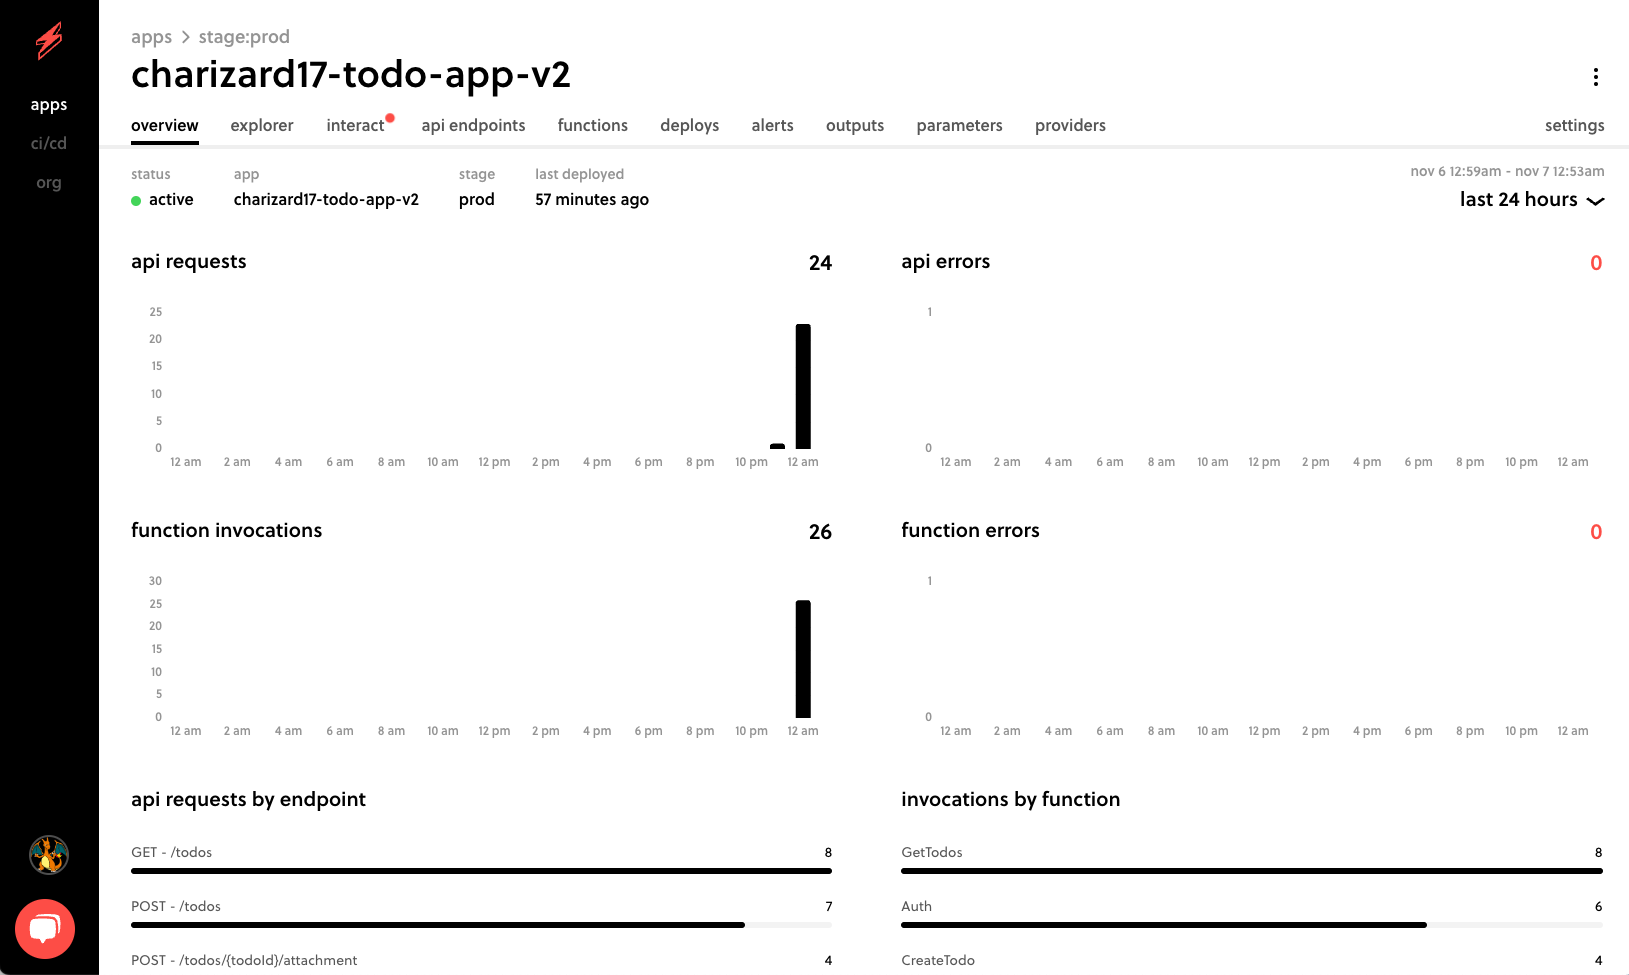 apps
ci/cd
org
apps > stage:prod
charizard17-todo-app-v2
overview explorer interact api endpoints functions deploys alerts outputs parameters providers settings
status app stage last deployed
active charizard17-todo-app-v2 prod 57 minutes ago
nov 6 12:59am - nov 7 12:53am
last 24 hours
api requests 24
25
20
15
10
5
0
12 am 2 am 4 am 6 am 8 am 10 am 12 pm 2 pm 4 pm 6 pm 8 pm 10 pm 12 am
api errors 0
1
0
12 am 2 am 4 am 6 am 8 am 10 am 12 pm 2 pm 4 pm 6 pm 8 pm 10 pm 12 am
function invocations 26
30
25
20
15
10
5
0
12 am 2 am 4 am 6 am 8 am 10 am 12 pm 2 pm 4 pm 6 pm 8 pm 10 pm 12 am
function errors 0
1
0
12 am 2 am 4 am 6 am 8 am 10 am 12 pm 2 pm 4 pm 6 pm 8 pm 10 pm 12 am
api requests by endpoint
GET - /todos 8
POST - /todos 7
POST - /todos/{todoId}/attachment 4
invocations by function
GetTodos 8
Auth 6
CreateTodo 4